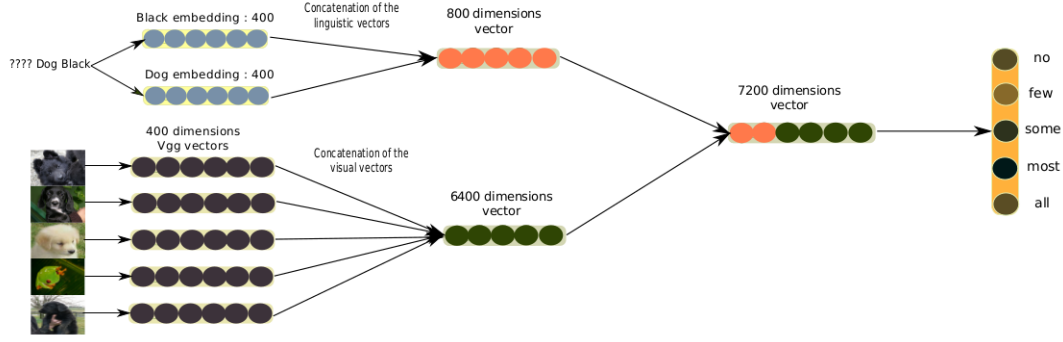 Black embedding : 400
Concatenation of the
linguistic vectors
800 dimensions
vector
???? Dog Black
Dog embedding : 400
7200 dimensions
vector
400 dimensions
Vgg vectors
Concatenation of the
visual vectors
6400 dimensions
vector
no
few
some
most
all